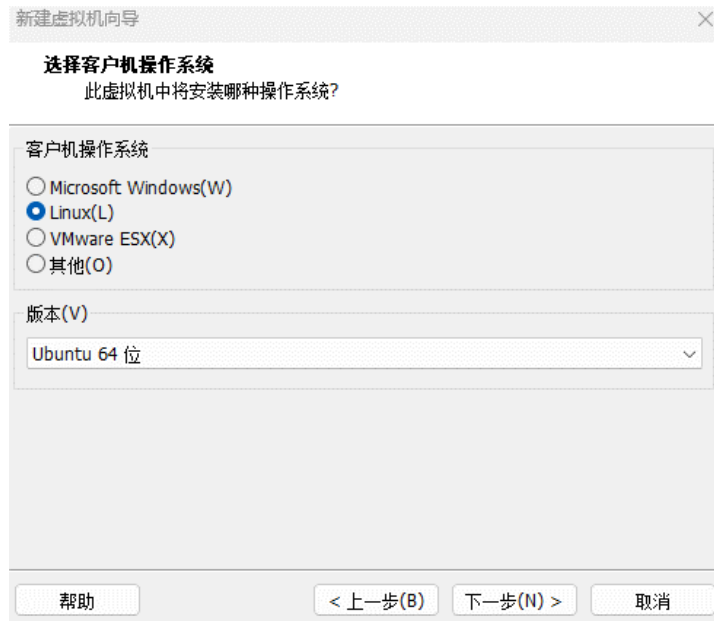 新建虚拟机向导
选择客户机操作系统
此虚拟机中将安装哪种操作系统?
客户机操作系统
Microsoft Windows(W)
Linux(L)
VMware ESX(X)
其他(O)
版本(V)
Ubuntu 64 位
帮助
< 上一步(B)
下一步(N) >
取消